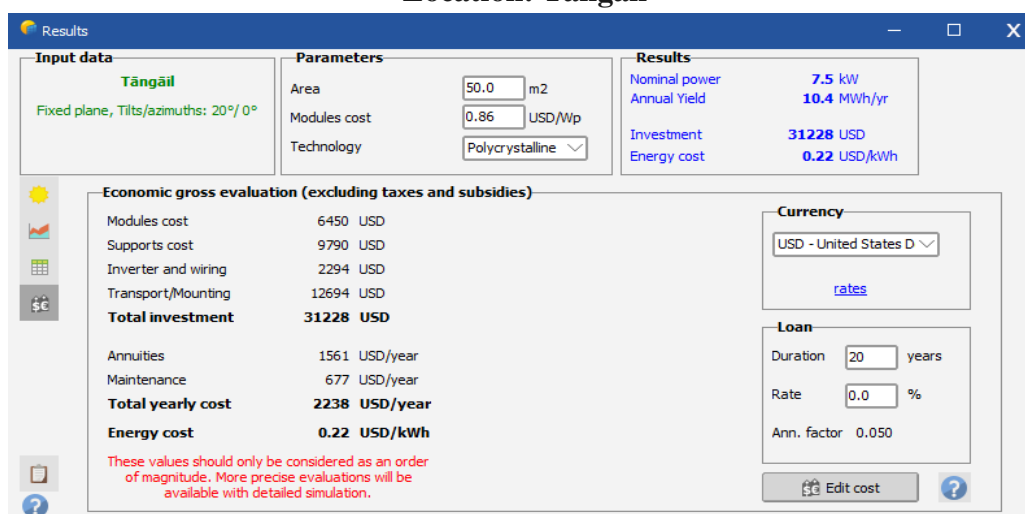 Results
Input data
Tāngāil
Fixed plane, Tilts/azimuths: 20°/ 0°
Parameters
Area 50.0 m2
Modules cost 0.86 USD/Wp
Technology Polycrystalline
Results
Nominal power 7.5 kW
Annual Yield 10.4 MWh/yr
Investment 31228 USD
Energy cost 0.22 USD/kWh
Economic gross evaluation (excluding taxes and subsidies)
Modules cost 6450 USD
Supports cost 9790 USD
Inverter and wiring 2294 USD
Transport/Mounting 12694 USD
Total investment 31228 USD
Annuities 1561 USD/year
Maintenance 677 USD/year
Total yearly cost 2238 USD/year
Energy cost 0.22 USD/kWh
These values should only be considered as an order
of magnitude. More precise evaluations will be
available with detailed simulation.
Currency
USD - United States D
rates
Loan
Duration 20 years
Rate 0.0 %
Ann. factor 0.050
Edit cost